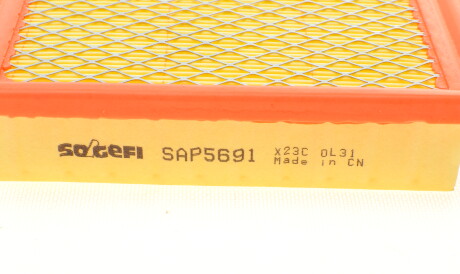 SOGEFI SAP5691 X23C 0L31
Made in CN